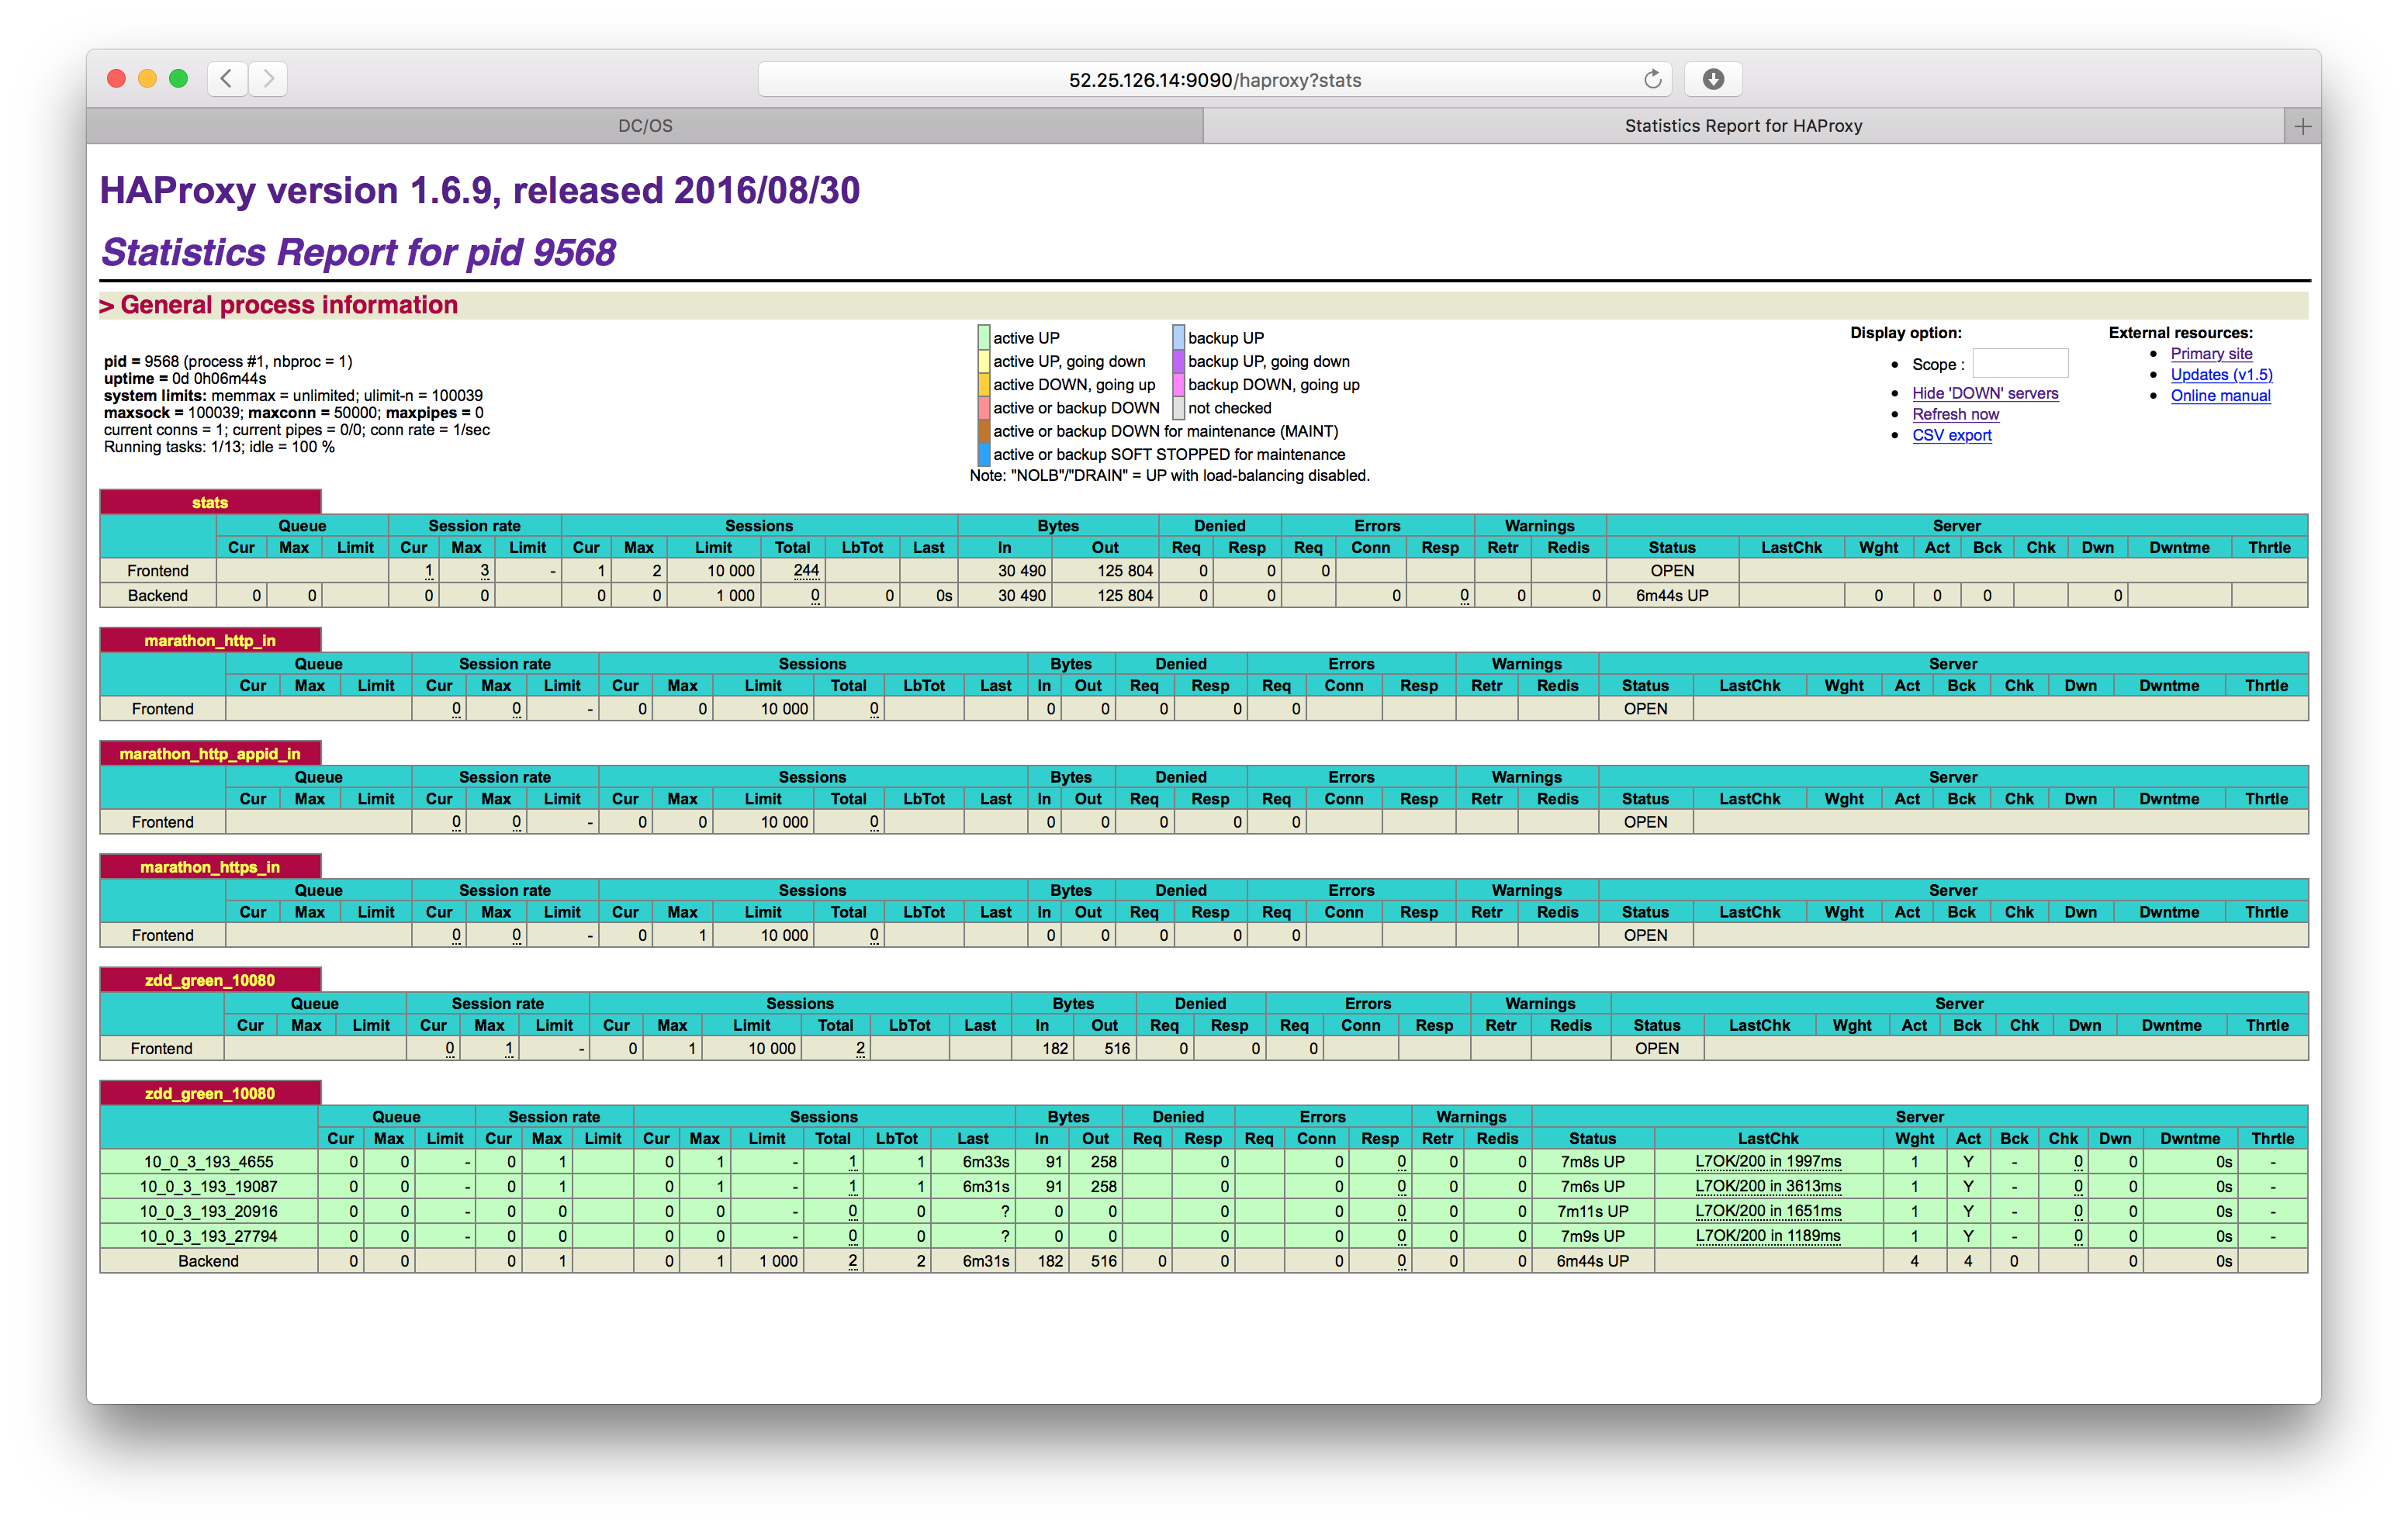 52.25.126.14:9090/haproxy?stats
DC/OS
Statistics Report for HAProxy
HAProxy version 1.6.9, released 2016/08/30
Statistics Report for pid 9568
> General process information
pid = 9568 (process #1, nbproc = 1)
uptime = 0d 0h06m44s
system limits: memmax = unlimited; ulimit-n = 100039
maxsock = 100039; maxconn = 50000; maxpipes = 0
current conns = 1; current pipes = 0/0; conn rate = 1/sec
Running tasks: 1/13; idle = 100 %
active UP backup UP
active UP, going down backup UP, going down
active DOWN, going up backup DOWN, going up
active or backup DOWN not checked
active or backup DOWN for maintenance (MAINT)
active or backup SOFT STOPPED for maintenance
Note: "NOLB"/"DRAIN" = UP with load-balancing disabled.
Display option:
Scope :
Hide 'DOWN' servers
Refresh now
CSV export
External resources:
Primary site
Updates (v1.5)
Online manual
stats
Queue Session rate Sessions Bytes Denied Errors Warnings Server
Cur Max Limit Cur Max Limit Cur Max Limit Total LbTot Last In Out Req Resp Req Conn Resp Retr Redis Status LastChk Wght Act Bck Chk Dwn Dwntme Thrtle
Frontend 1 3 - 1 2 10 000 244 30 490 125 804 0 0 0 OPEN
Backend 0 0 0 0 0 0 1 000 0 0 0s 30 490 125 804 0 0 0 0 0 0 6m44s UP 0 0 0 0
marathon_http_in
Queue Session rate Sessions Bytes Denied Errors Warnings Server
Cur Max Limit Cur Max Limit Cur Max Limit Total LbTot Last In Out Req Resp Req Conn Resp Retr Redis Status LastChk Wght Act Bck Chk Dwn Dwntme Thrtle
Frontend 0 0 - 0 0 10 000 0 0 0 0 0 0 OPEN
marathon_http_appid_in
Queue Session rate Sessions Bytes Denied Errors Warnings Server
Cur Max Limit Cur Max Limit Cur Max Limit Total LbTot Last In Out Req Resp Req Conn Resp Retr Redis Status LastChk Wght Act Bck Chk Dwn Dwntme Thrtle
Frontend 0 0 - 0 0 10 000 0 0 0 0 0 0 OPEN
marathon_https_in
Queue Session rate Sessions Bytes Denied Errors Warnings Server
Cur Max Limit Cur Max Limit Cur Max Limit Total LbTot Last In Out Req Resp Req Conn Resp Retr Redis Status LastChk Wght Act Bck Chk Dwn Dwntme Thrtle
Frontend 0 0 - 0 1 10 000 0 0 0 0 0 0 OPEN
zdd_green_10080
Queue Session rate Sessions Bytes Denied Errors Warnings Server
Cur Max Limit Cur Max Limit Cur Max Limit Total LbTot Last In Out Req Resp Req Conn Resp Retr Redis Status LastChk Wght Act Bck Chk Dwn Dwntme Thrtle
Frontend 0 1 - 0 1 10 000 2 182 516 0 0 0 OPEN
zdd_green_10080
Queue Session rate Sessions Bytes Denied Errors Warnings Server
Cur Max Limit Cur Max Limit Cur Max Limit Total LbTot Last In Out Req Resp Req Conn Resp Retr Redis Status LastChk Wght Act Bck Chk Dwn Dwntme Thrtle
10_0_3_193_4655 0 0 - 0 1 0 1 - 1 1 6m33s 91 258 0 0 0 0 0 7m8s UP L7OK/200 in 1997ms 1 Y - 0 0 0s -
10_0_3_193_19087 0 0 - 0 1 0 1 - 1 1 6m31s 91 258 0 0 0 0 0 7m6s UP L7OK/200 in 3613ms 1 Y - 0 0 0s -
10_0_3_193_20916 0 0 - 0 0 0 0 - 0 0 ? 0 0 0 0 0 0 0 7m11s UP L7OK/200 in 1651ms 1 Y - 0 0 0s -
10_0_3_193_27794 0 0 - 0 0 0 0 - 0 0 ? 0 0 0 0 0 0 0 7m9s UP L7OK/200 in 1189ms 1 Y - 0 0 0s -
Backend 0 0 0 1 0 1 1 000 2 2 6m31s 182 516 0 0 0 0 0 0 6m44s UP 4 4 0 0 0s